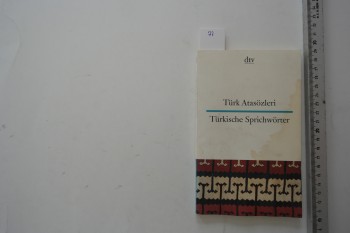 dtv
Türk Atasözleri
Türkische Sprichwörter